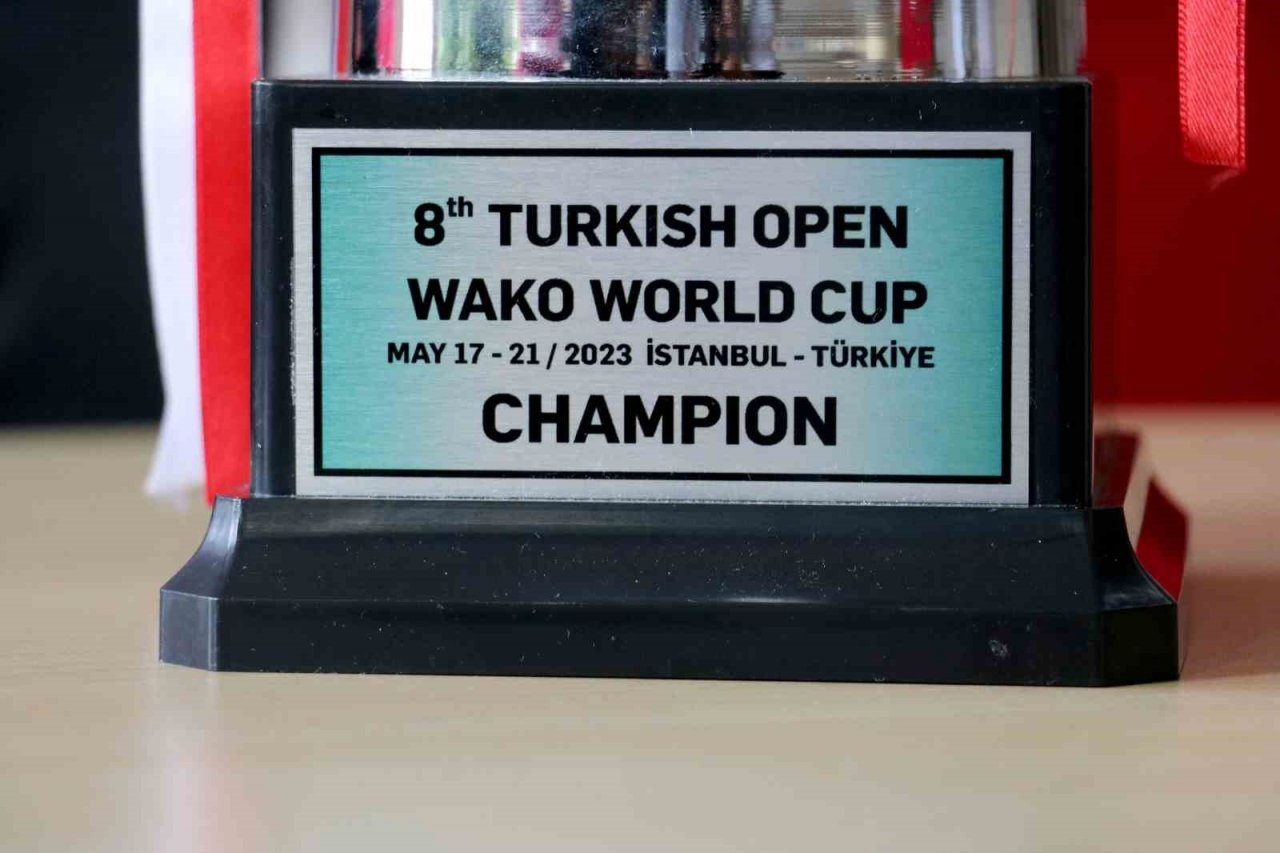 8th TURKISH OPEN
WAKO WORLD CUP
MAY 17 - 21 / 2023 İSTANBUL - TÜRKİYE
CHAMPION